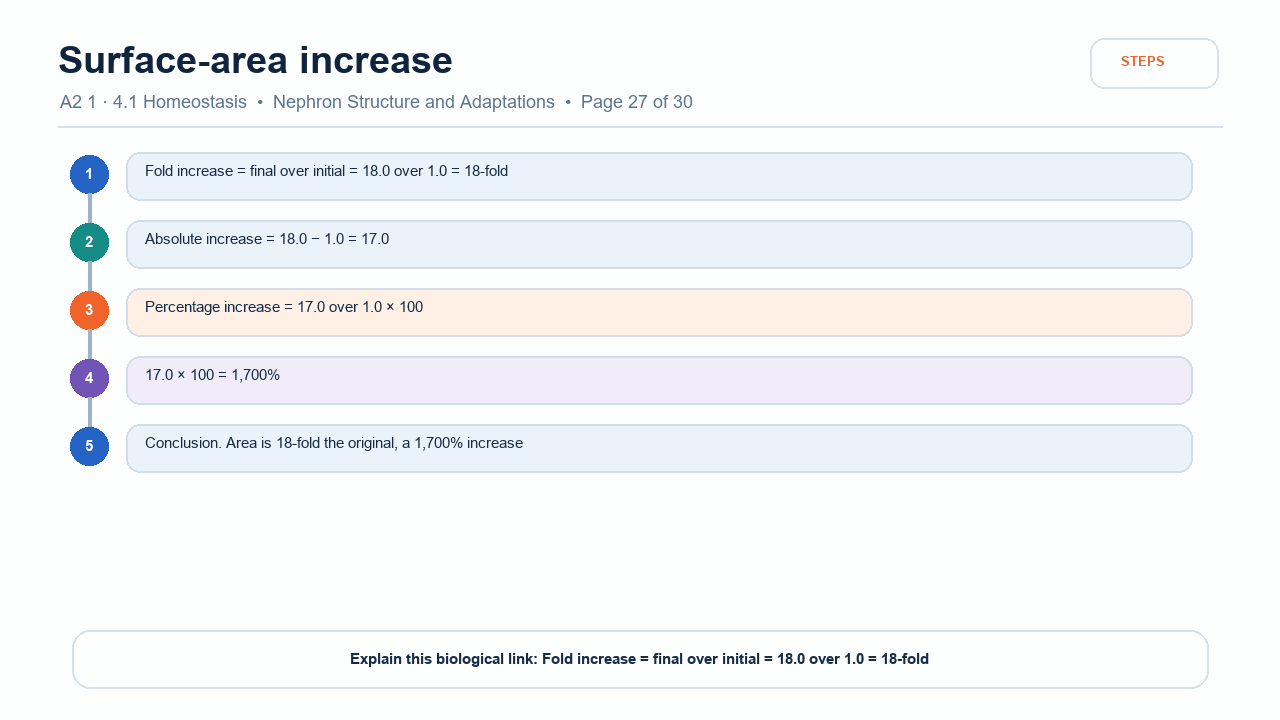 Surface-area increase
STEPS
A2 1 · 4.1 Homeostasis • Nephron Structure and Adaptations • Page 27 of 30
1
Fold increase = final over initial = 18.0 over 1.0 = 18-fold
2
Absolute increase = 18.0 − 1.0 = 17.0
3
Percentage increase = 17.0 over 1.0 × 100
4
17.0 × 100 = 1,700%
5
Conclusion. Area is 18-fold the original, a 1,700% increase
Explain this biological link: Fold increase = final over initial = 18.0 over 1.0 = 18-fold